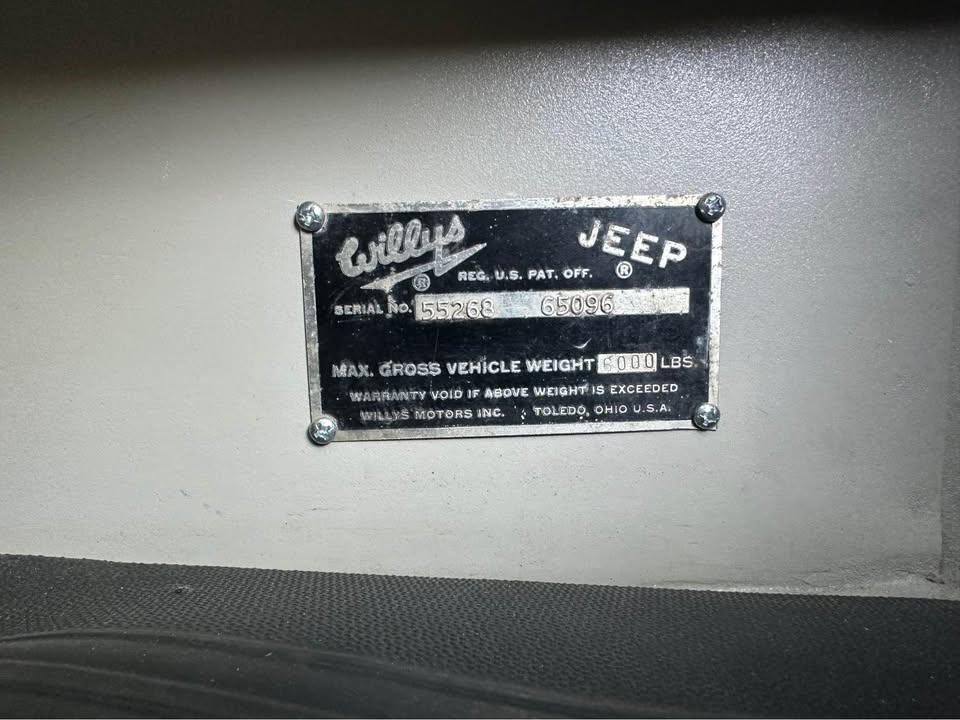 Willys JEEP
® REG. U.S. PAT. OFF. ®
SERIAL NO. 55268 65096
MAX. GROSS VEHICLE WEIGHT 6000 LBS.
WARRANTY VOID IF ABOVE WEIGHT IS EXCEEDED
WILLYS MOTORS INC. TOLEDO, OHIO U.S.A.